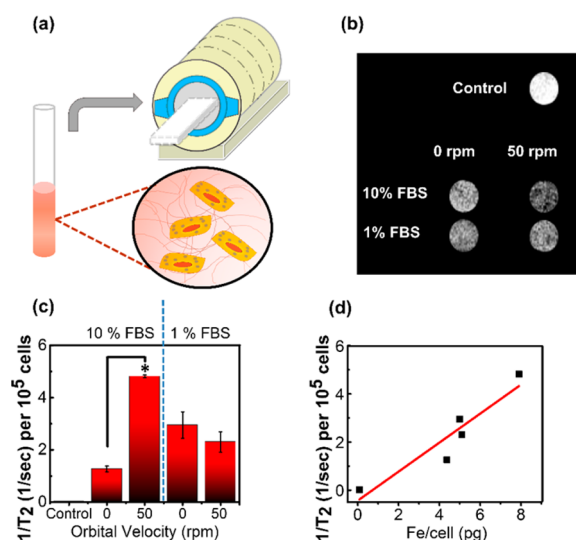 (a)
(b)
Control
0 rpm 50 rpm
10% FBS
1% FBS
(c)
10 % FBS 1 % FBS
1/T2 (1/sec) per 10^5 cells
6
4
2
0
*
Control 0 50 0 50
Orbital Velocity (rpm)
(d)
1/T2 (1/sec) per 10^5 cells
6
4
2
0
0 2 4 6 8
Fe/cell (pg)